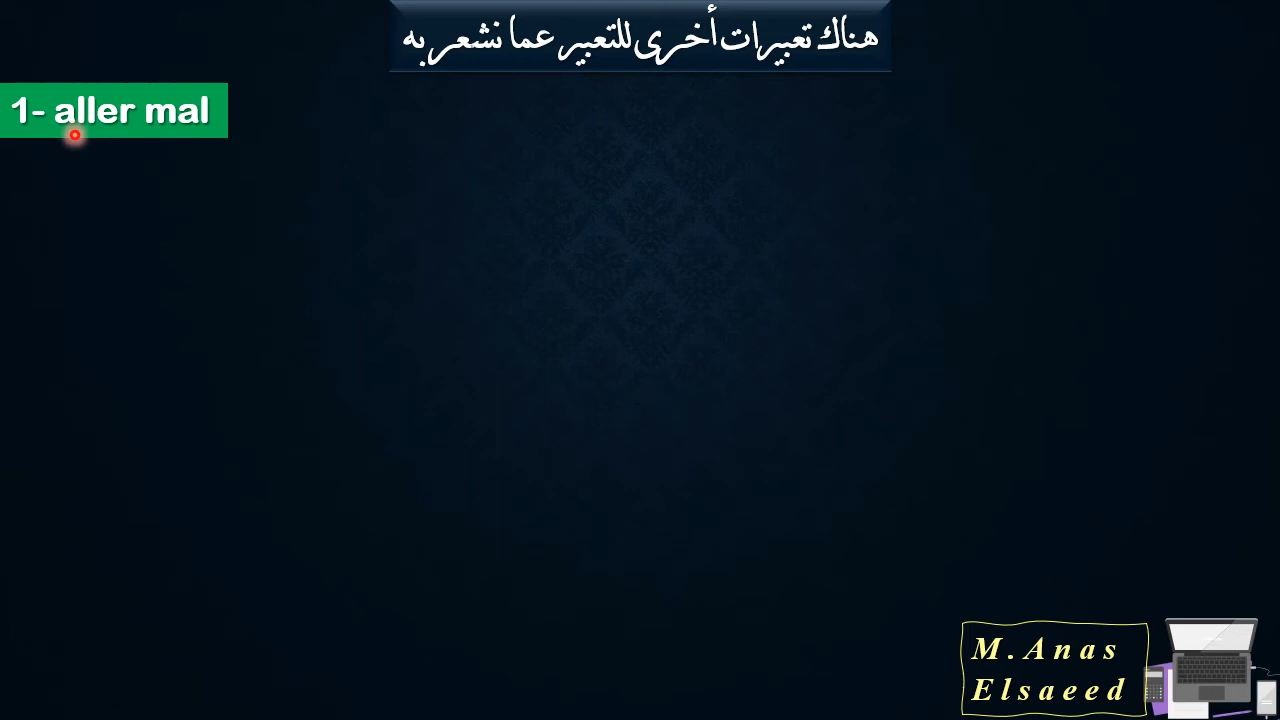 هناك تعبيرات أخرى للتعبير عما نشعر به
1- aller mal
M.Anas
Elsaeed